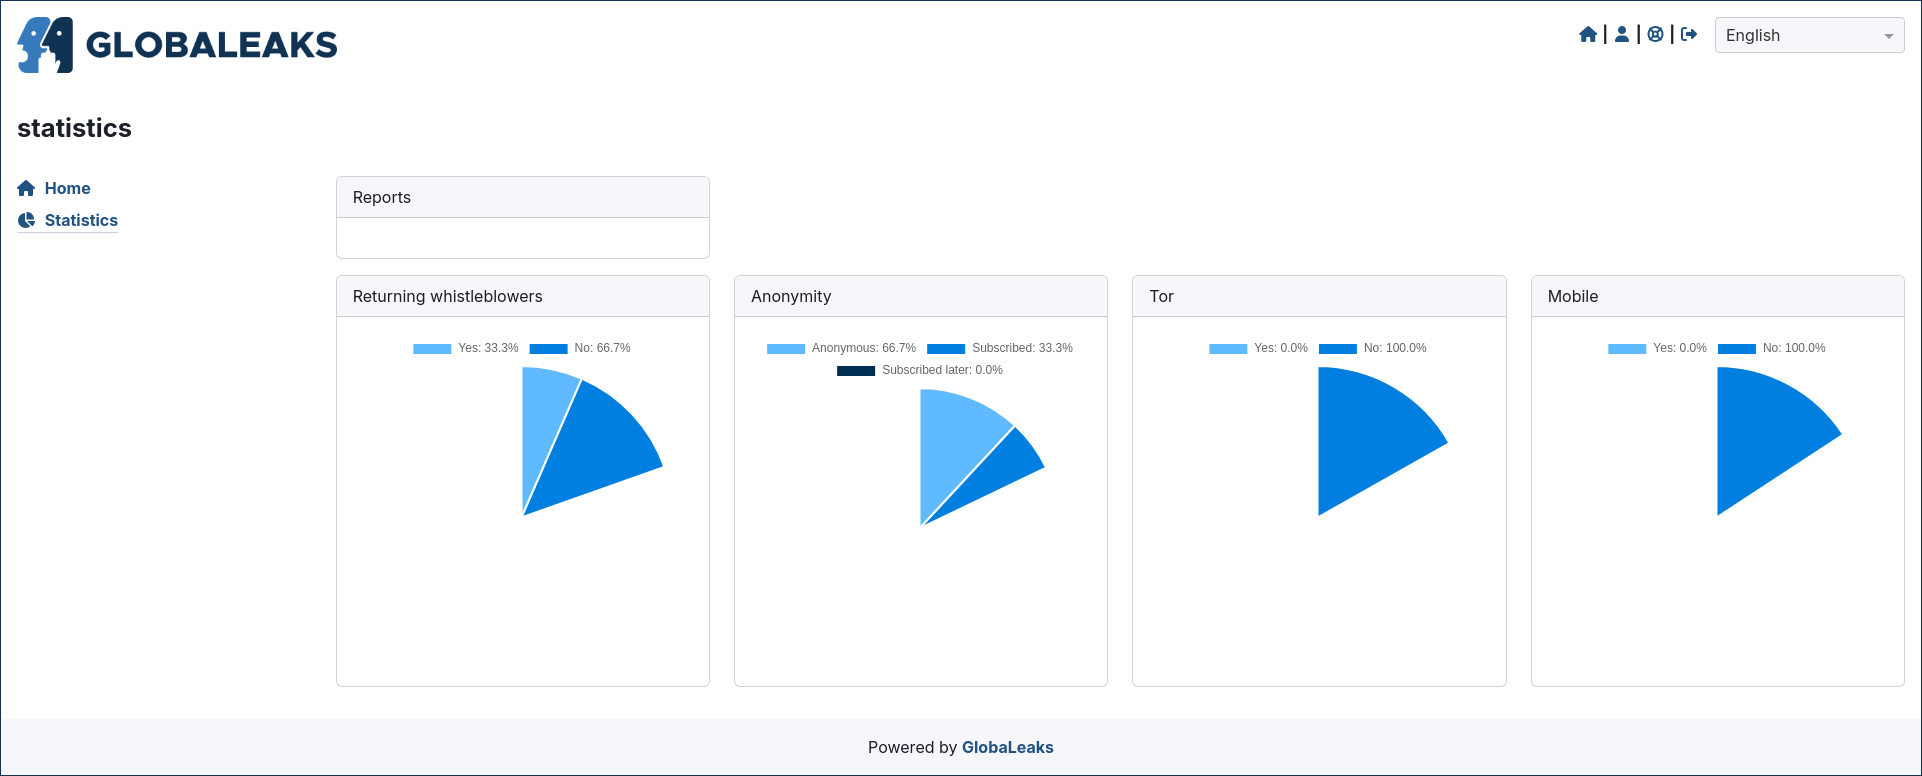 GLOBALEAKS
English
statistics
Home
Statistics
Reports
Returning whistleblowers
Yes: 33.3% No: 66.7%
Anonymity
Anonymous: 66.7% Subscribed: 33.3%
Subscribed later: 0.0%
Tor
Yes: 0.0% No: 100.0%
Mobile
Yes: 0.0% No: 100.0%
Powered by GlobaLeaks